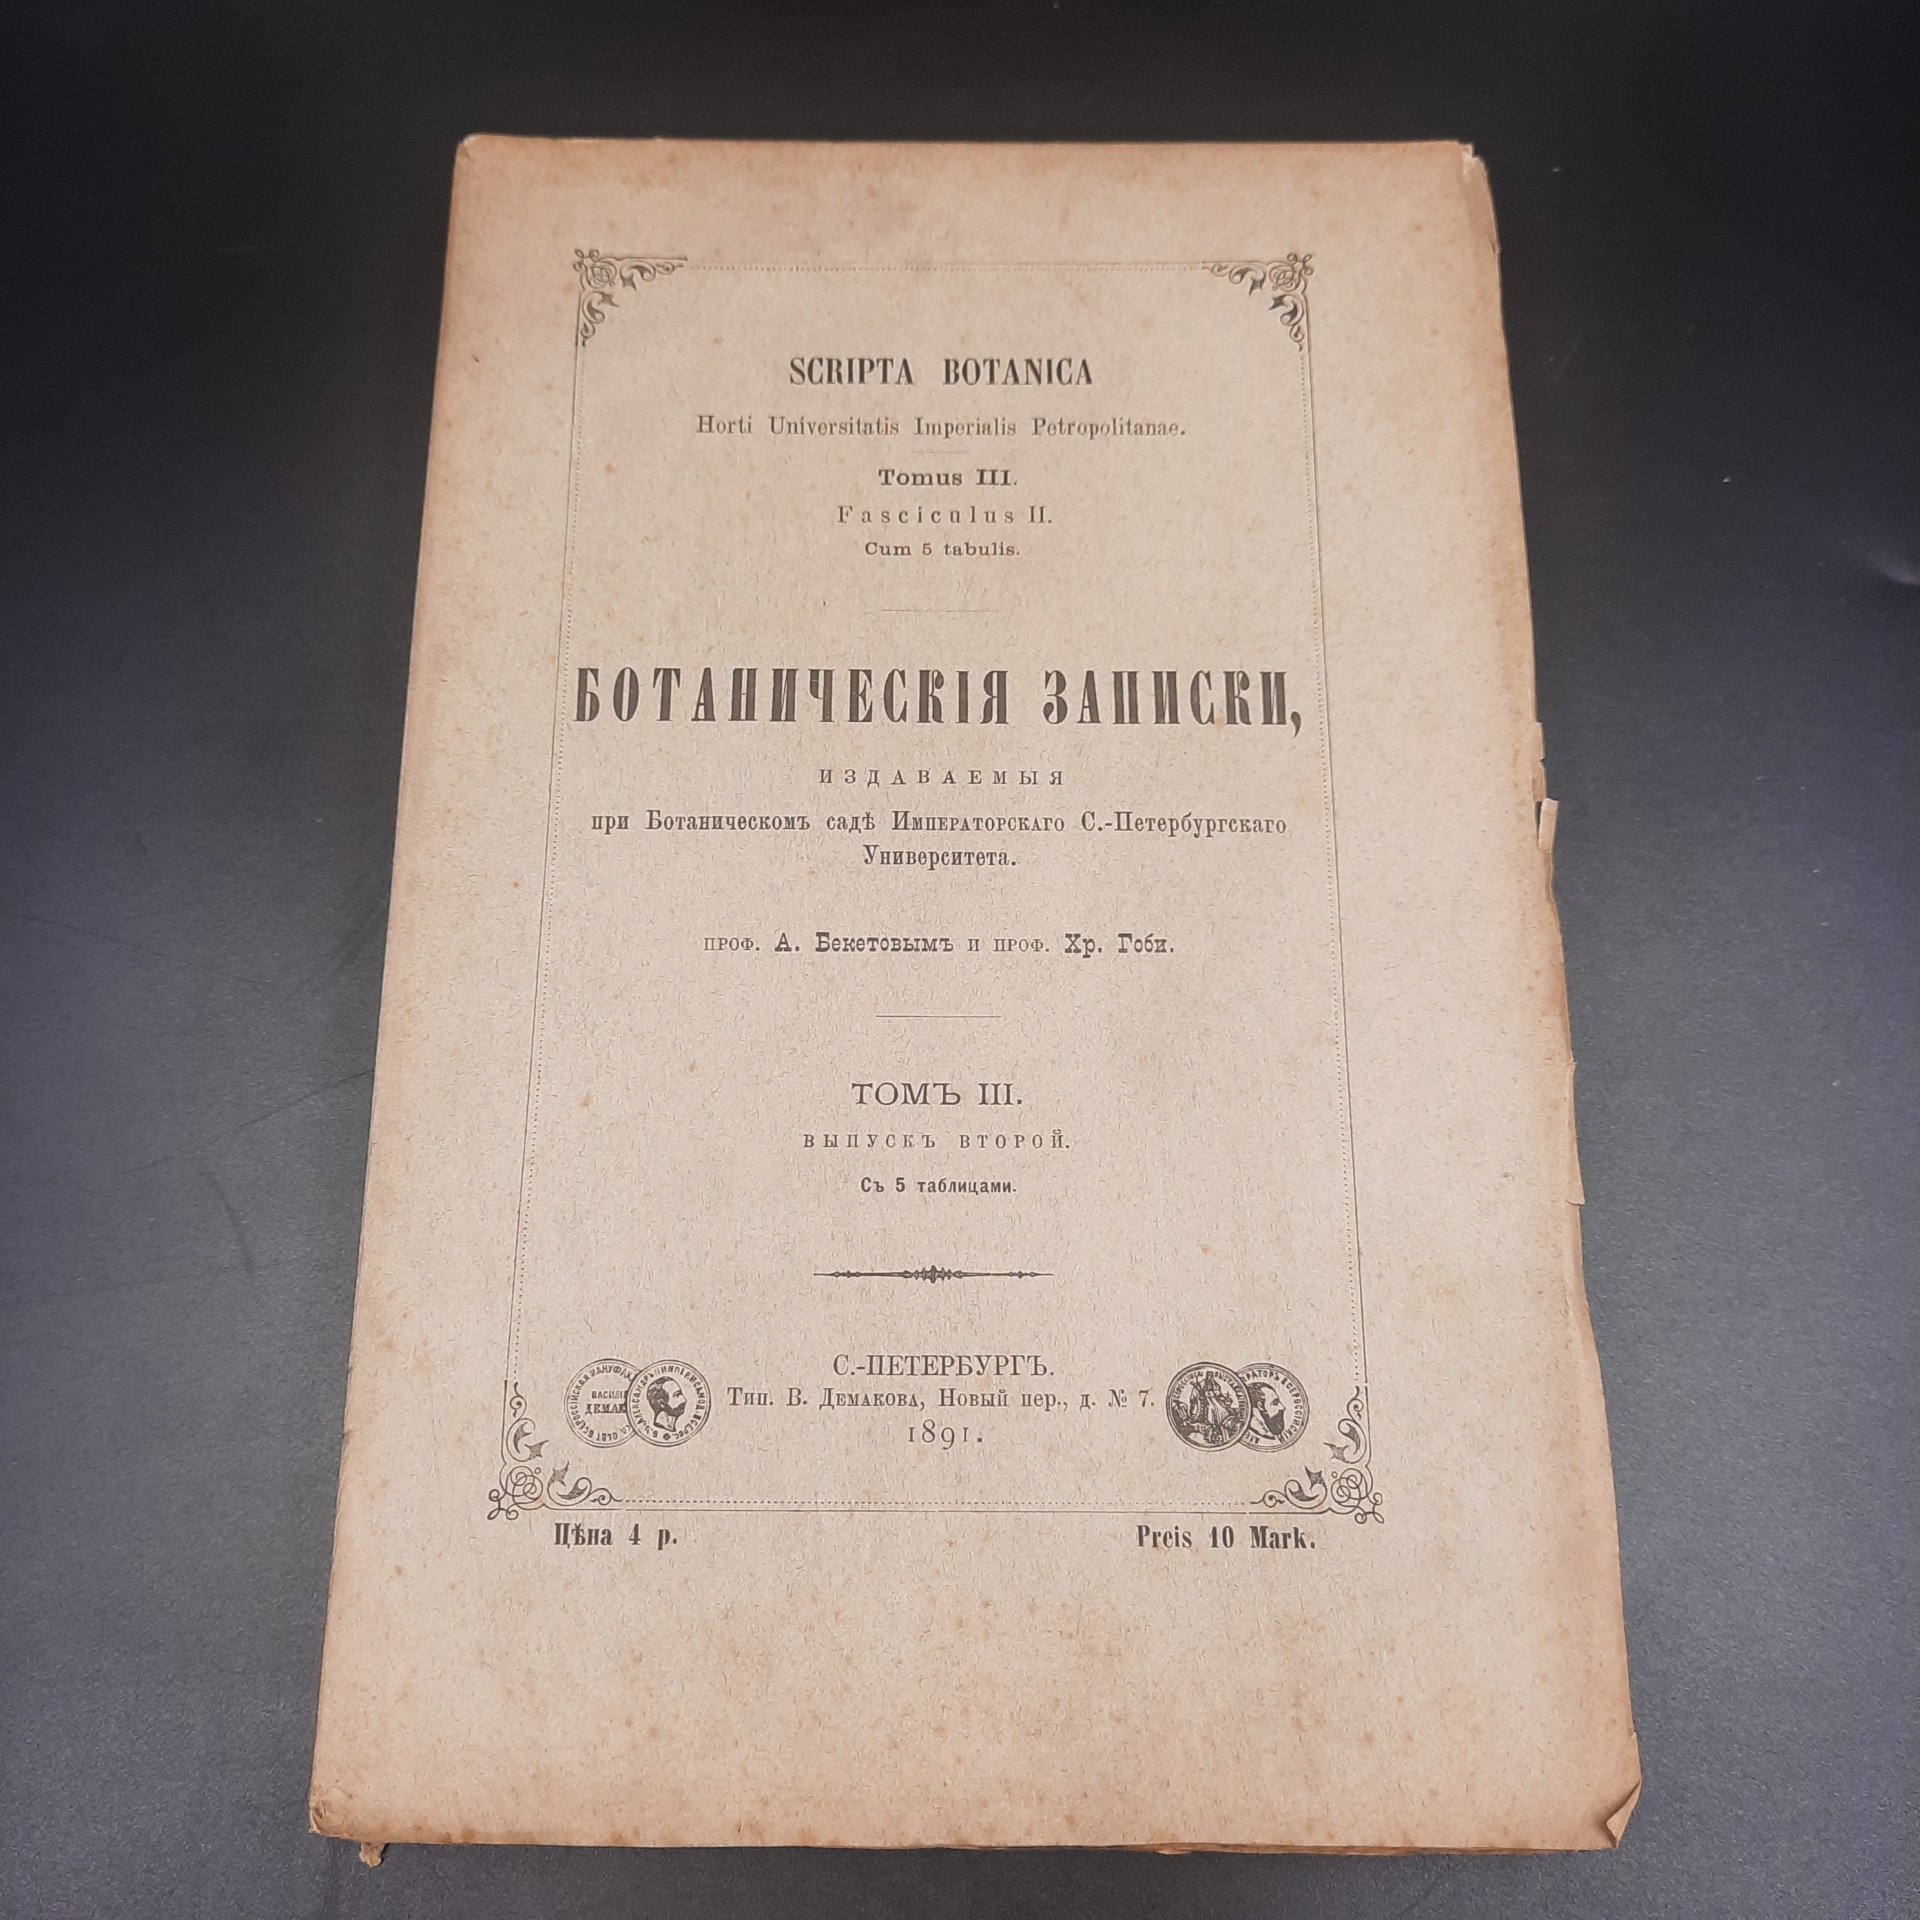 SCRIPTA BOTANICA
Horti Universitatis Imperialis Petropolitanae.
Tomus III.
Fasciculus II.
Cum 5 tabulis.
БОТАНИЧЕСКІЯ ЗАПИСКИ,
ИЗДАВАЕМЫЯ
при Ботаническомъ садѣ Императорскаго С.-Петербургскаго
Университета.
ПРОФ. А. Бекетовымъ И ПРОФ. Хр. Гоби.
ТОМЪ III.
ВЫПУСКЪ ВТОРОЙ.
Съ 5 таблицами.
С.-ПЕТЕРБУРГЪ.
Тип. В. Демакова, Новый пер., д. № 7.
1891.
Цѣна 4 р.
Preis 10 Mark.